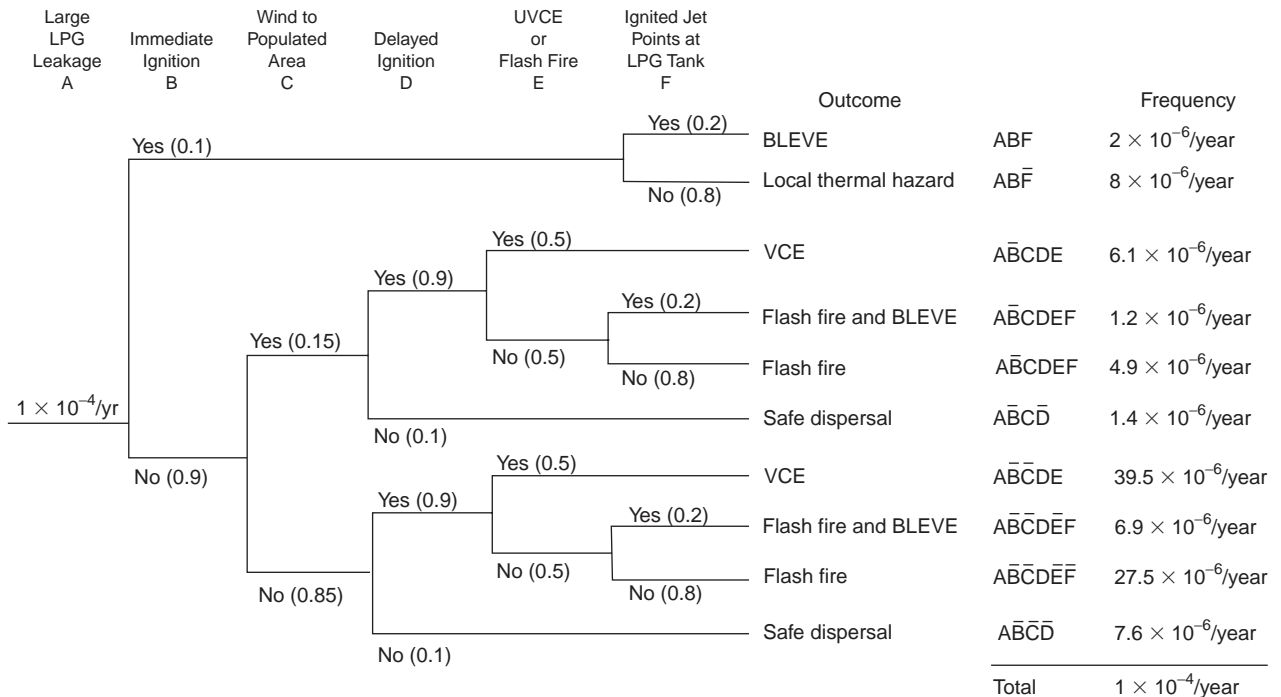 Large
LPG
Leakage
A
Immediate
Ignition
B
Wind to
Populated
Area
C
Delayed
Ignition
D
UVCE
or
Flash Fire
E
Ignited Jet
Points at
LPG Tank
F
Outcome
Frequency
Yes (0.2)
BLEVE ABF 2 × 10⁻⁶/year
Yes (0.1)
Local thermal hazard ABF̄ 8 × 10⁻⁶/year
No (0.8)
Yes (0.5)
VCE AB̄CDE 6.1 × 10⁻⁶/year
Yes (0.9)
Yes (0.2)
Flash fire and BLEVE AB̄CDEF 1.2 × 10⁻⁶/year
Yes (0.15)
No (0.5)
Flash fire AB̄CDEF 4.9 × 10⁻⁶/year
No (0.8)
1 × 10⁻⁴/yr
Safe dispersal AB̄CD̄ 1.4 × 10⁻⁶/year
No (0.1)
No (0.9)
Yes (0.5)
VCE AB̄C̄DE 39.5 × 10⁻⁶/year
Yes (0.9)
Yes (0.2)
Flash fire and BLEVE AB̄C̄DĒF 6.9 × 10⁻⁶/year
No (0.5)
Flash fire AB̄C̄DĒF̄ 27.5 × 10⁻⁶/year
No (0.85)
No (0.8)
Safe dispersal AB̄C̄D̄ 7.6 × 10⁻⁶/year
No (0.1)
Total 1 × 10⁻⁴/year